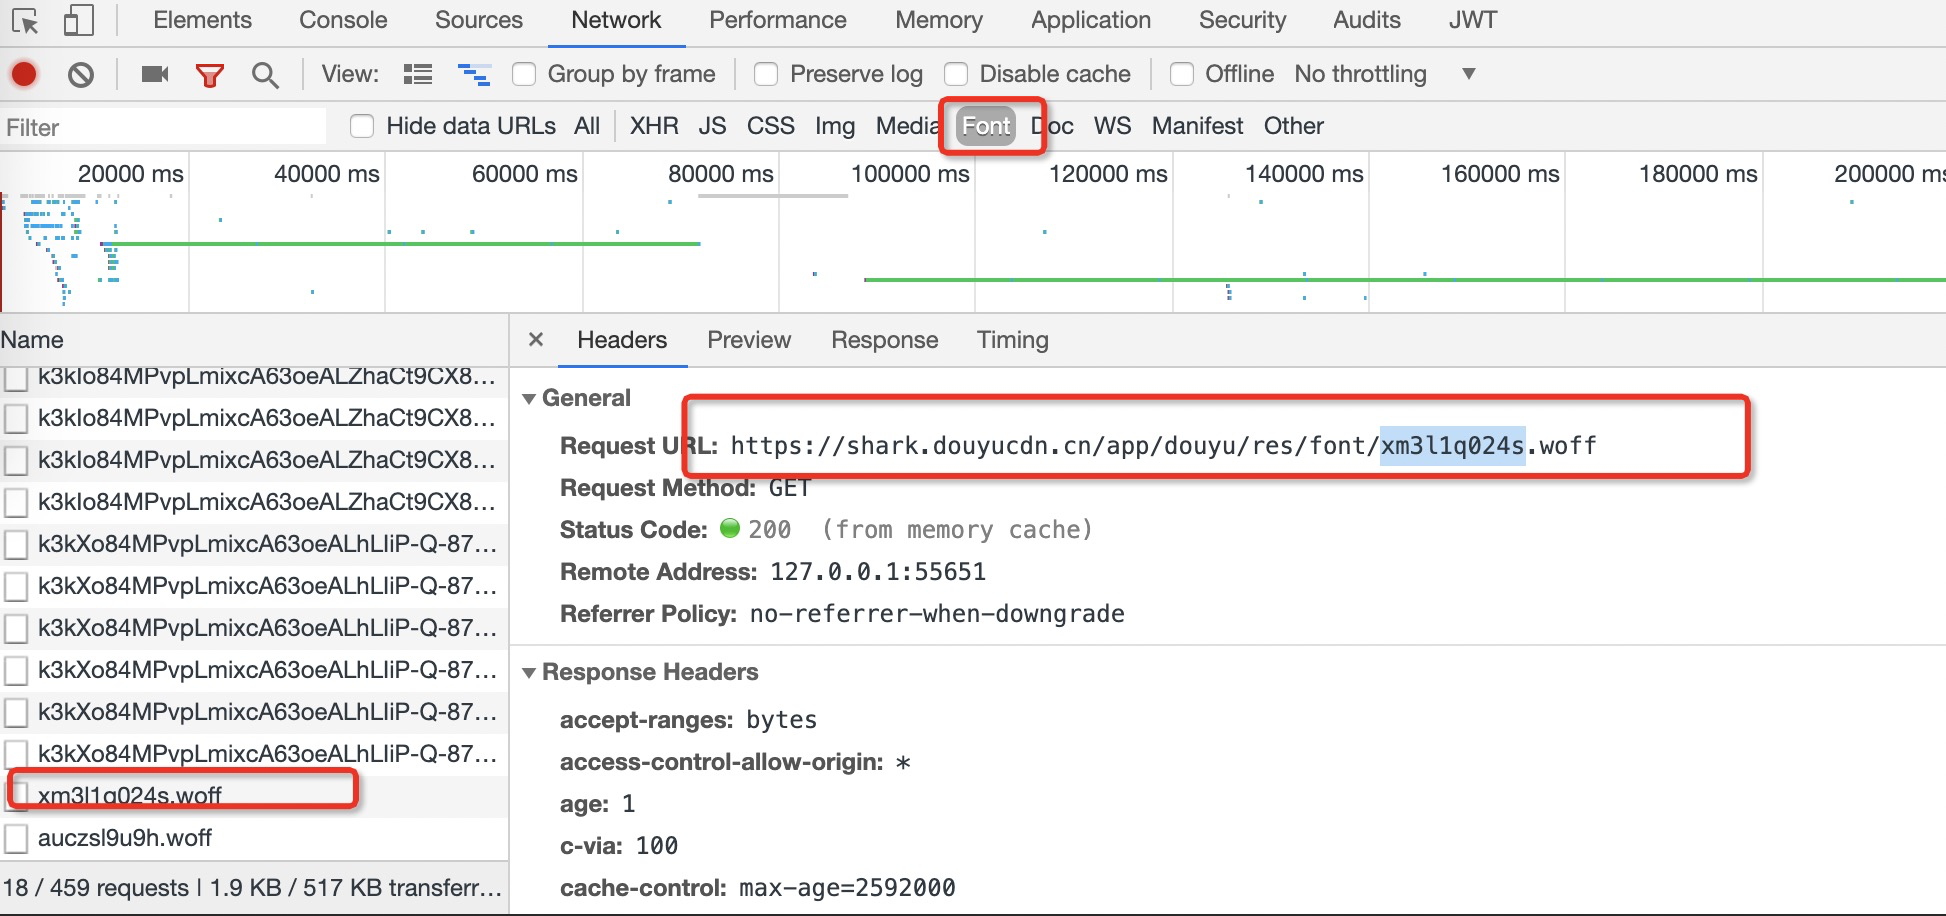 Elements Console Sources Network Performance Memory Application Security Audits JWT
View: Group by frame Preserve log Disable cache Offline No throttling ▼
Filter Hide data URLs All XHR JS CSS Img Media Font Doc WS Manifest Other
20000 ms 40000 ms 60000 ms 80000 ms 100000 ms 120000 ms 140000 ms 160000 ms 180000 ms 200000 ms
Name
k3klo84MPvpLmixcA63oeALZhaCt9CX8...
k3klo84MPvpLmixcA63oeALZhaCt9CX8...
k3klo84MPvpLmixcA63oeALZhaCt9CX8...
k3klo84MPvpLmixcA63oeALZhaCt9CX8...
k3kXo84MPvpLmixcA63oeALhLIiP-Q-87...
k3kXo84MPvpLmixcA63oeALhLIiP-Q-87...
k3kXo84MPvpLmixcA63oeALhLIiP-Q-87...
k3kXo84MPvpLmixcA63oeALhLIiP-Q-87...
k3kXo84MPvpLmixcA63oeALhLIiP-Q-87...
k3kXo84MPvpLmixcA63oeALhLIiP-Q-87...
xm3l1q024s.woff
auczsl9u9h.woff
18 / 459 requests | 1.9 KB / 517 KB transferr...
× Headers Preview Response Timing
▼ General
Request URL: https://shark.douyucdn.cn/app/douyu/res/font/xm3l1q024s.woff
Request Method: GET
Status Code: 200 (from memory cache)
Remote Address: 127.0.0.1:55651
Referrer Policy: no-referrer-when-downgrade
▼ Response Headers
accept-ranges: bytes
access-control-allow-origin: *
age: 1
c-via: 100
cache-control: max-age=2592000